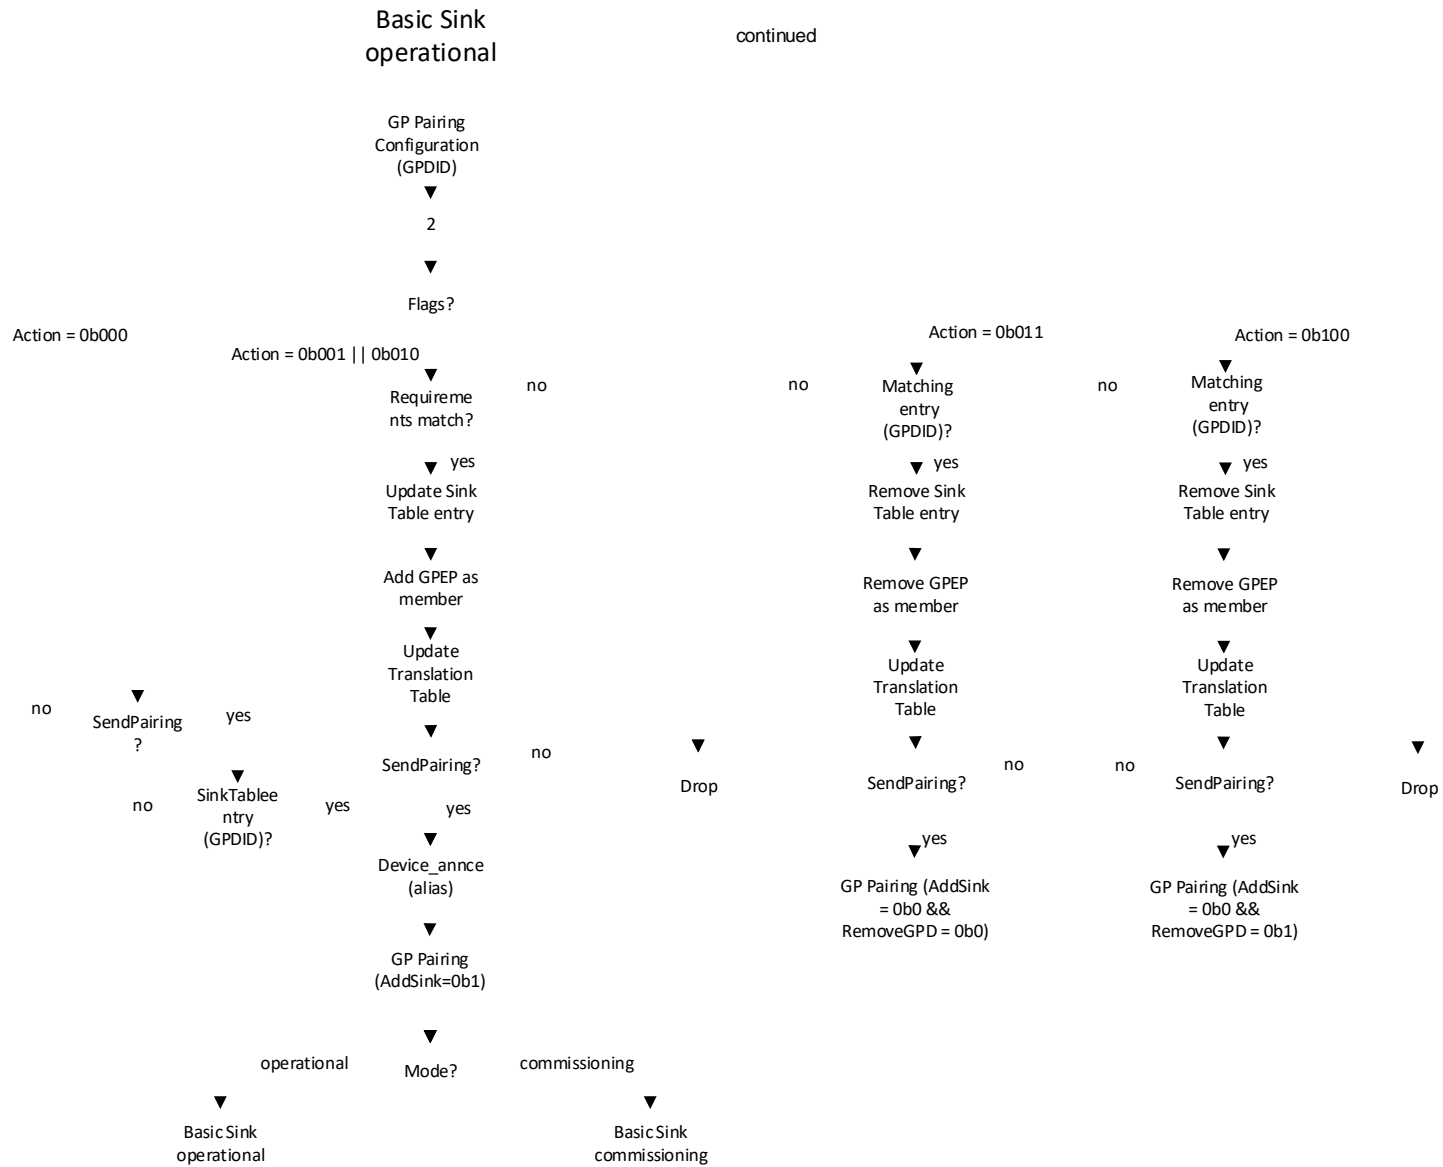 Basic Sink
operational
continued
GP Pairing
Configuration
(GPDID)
2
Flags?
Action = 0b000
Action = 0b001 || 0b010
Action = 0b011
Action = 0b100
Requireme
nts match?
no
no
Matching
entry
(GPDID)?
no
Matching
entry
(GPDID)?
yes
yes
yes
Update Sink
Table entry
Remove Sink
Table entry
Remove Sink
Table entry
Add GPEP as
member
Remove GPEP
as member
Remove GPEP
as member
Update
Translation
Table
Update
Translation
Table
Update
Translation
Table
no
SendPairing
?
yes
SendPairing?
no
Drop
SendPairing?
no
no
SendPairing?
Drop
no
SinkTablee
ntry
(GPDID)?
yes
yes
yes
yes
Device_annce
(alias)
GP Pairing (AddSink
= 0b0 &&
RemoveGPD = 0b0)
GP Pairing (AddSink
= 0b0 &&
RemoveGPD = 0b1)
GP Pairing
(AddSink=0b1)
operational
Mode?
commissioning
Basic Sink
operational
Basic Sink
commissioning